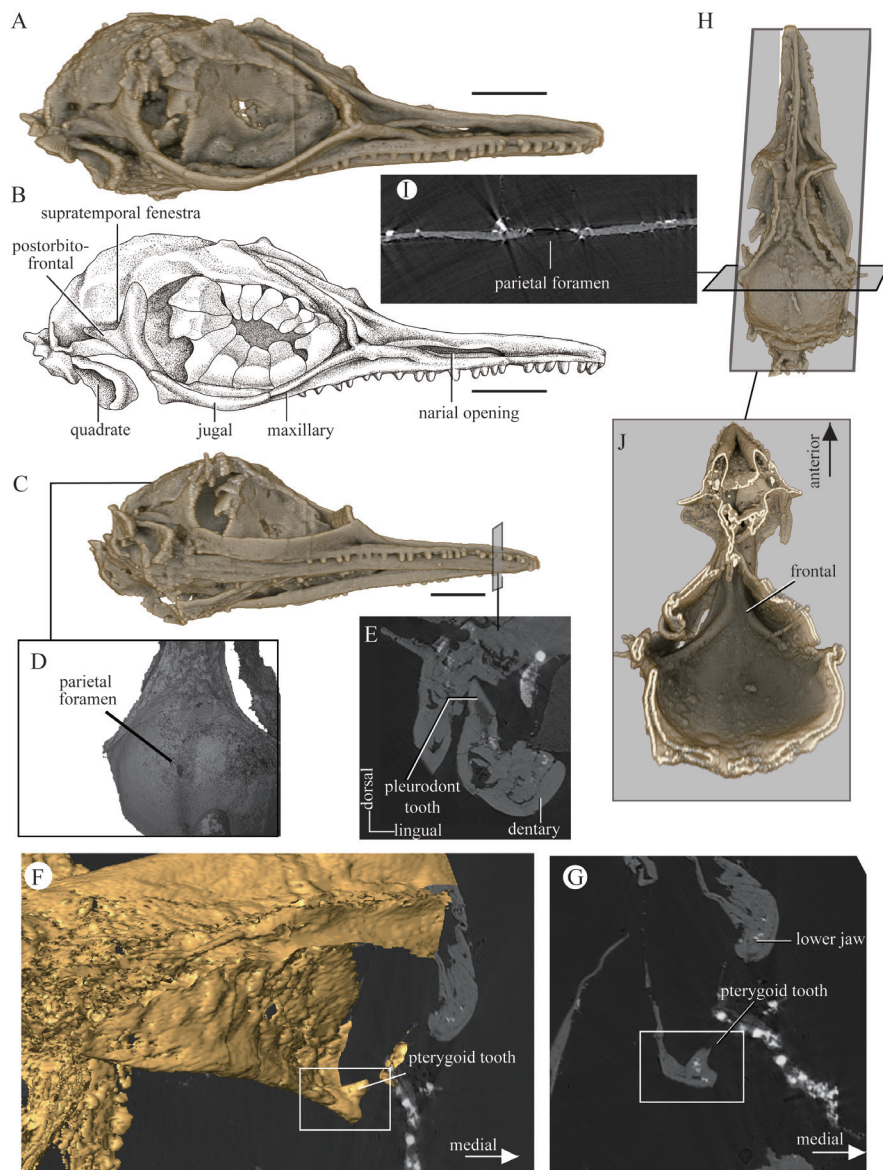 A
H
B
supratemporal fenestra
postorbito-
frontal
I
parietal foramen
quadrate
jugal
maxillary
narial opening
J
anterior
frontal
C
D
parietal
foramen
E
pleurodont
tooth
dorsal
lingual
dentary
F
pterygoid tooth
medial
G
lower jaw
pterygoid tooth
medial